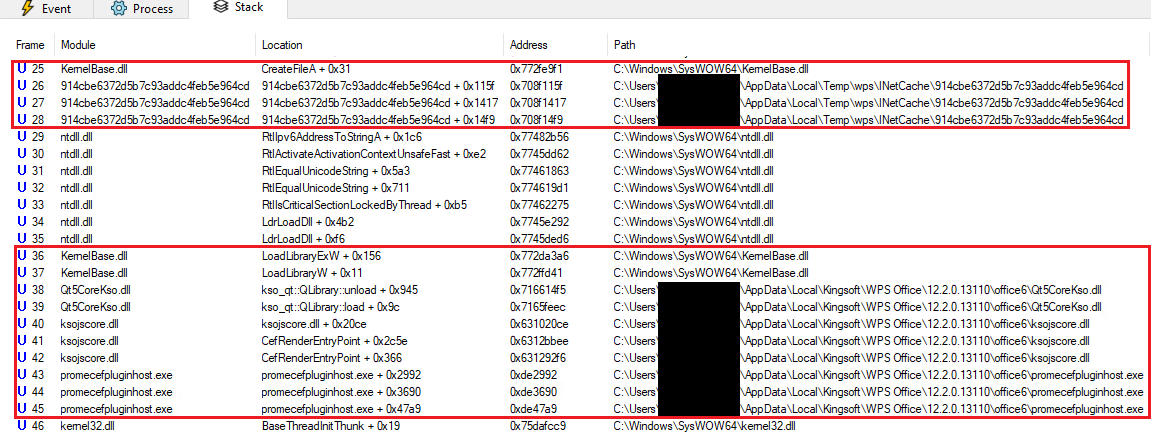 Event Process Stack
Frame Module Location Address Path
U 25 KernelBase.dll CreateFileA + 0x31 0x772fe9f1 C:\Windows\SysWOW64\KernelBase.dll
U 26 914cbe6372d5b7c93addc4feb5e964cd 914cbe6372d5b7c93addc4feb5e964cd + 0x115f 0x708f115f C:\Users\ \AppData\Local\Temp\wps\INetCache\914cbe6372d5b7c93addc4feb5e964cd
U 27 914cbe6372d5b7c93addc4feb5e964cd 914cbe6372d5b7c93addc4feb5e964cd + 0x1417 0x708f1417 C:\Users\ \AppData\Local\Temp\wps\INetCache\914cbe6372d5b7c93addc4feb5e964cd
U 28 914cbe6372d5b7c93addc4feb5e964cd 914cbe6372d5b7c93addc4feb5e964cd + 0x14f9 0x708f14f9 C:\Users\ \AppData\Local\Temp\wps\INetCache\914cbe6372d5b7c93addc4feb5e964cd
U 29 ntdll.dll RtlIpv6AddressToStringA + 0x1c6 0x77482b56 C:\Windows\SysWOW64\ntdll.dll
U 30 ntdll.dll RtlActivateActivationContextUnsafeFast + 0xe2 0x7745dd62 C:\Windows\SysWOW64\ntdll.dll
U 31 ntdll.dll RtlEqualUnicodeString + 0x5a3 0x77461863 C:\Windows\SysWOW64\ntdll.dll
U 32 ntdll.dll RtlEqualUnicodeString + 0x711 0x774619d1 C:\Windows\SysWOW64\ntdll.dll
U 33 ntdll.dll RtlIsCriticalSectionLockedByThread + 0xb5 0x77462275 C:\Windows\SysWOW64\ntdll.dll
U 34 ntdll.dll LdrLoadDll + 0x4b2 0x7745e292 C:\Windows\SysWOW64\ntdll.dll
U 35 ntdll.dll LdrLoadDll + 0xf6 0x7745ded6 C:\Windows\SysWOW64\ntdll.dll
U 36 KernelBase.dll LoadLibraryExW + 0x156 0x772da3a6 C:\Windows\SysWOW64\KernelBase.dll
U 37 KernelBase.dll LoadLibraryW + 0x11 0x772ffd41 C:\Windows\SysWOW64\KernelBase.dll
U 38 Qt5CoreKso.dll kso_qt::QLibrary::unload + 0x945 0x716614f5 C:\Users\ \AppData\Local\Kingsoft\WPS Office\12.2.0.13110\office6\Qt5CoreKso.dll
U 39 Qt5CoreKso.dll kso_qt::QLibrary::load + 0x9c 0x7165feec C:\Users\ \AppData\Local\Kingsoft\WPS Office\12.2.0.13110\office6\Qt5CoreKso.dll
U 40 ksojscore.dll ksojscore.dll + 0x20ce 0x631020ce C:\Users\ \AppData\Local\Kingsoft\WPS Office\12.2.0.13110\office6\ksojscore.dll
U 41 ksojscore.dll CefRenderEntryPoint + 0x2c5e 0x6312bbee C:\Users\ \AppData\Local\Kingsoft\WPS Office\12.2.0.13110\office6\ksojscore.dll
U 42 ksojscore.dll CefRenderEntryPoint + 0x366 0x631292f6 C:\Users\ \AppData\Local\Kingsoft\WPS Office\12.2.0.13110\office6\ksojscore.dll
U 43 promecefpluginhost.exe promecefpluginhost.exe + 0x2992 0xde2992 C:\Users\ \AppData\Local\Kingsoft\WPS Office\12.2.0.13110\office6\promecefpluginhost.exe
U 44 promecefpluginhost.exe promecefpluginhost.exe + 0x3690 0xde3690 C:\Users\ \AppData\Local\Kingsoft\WPS Office\12.2.0.13110\office6\promecefpluginhost.exe
U 45 promecefpluginhost.exe promecefpluginhost.exe + 0x47a9 0xde47a9 C:\Users\ \AppData\Local\Kingsoft\WPS Office\12.2.0.13110\office6\promecefpluginhost.exe
U 46 kernel32.dll BaseThreadInitThunk + 0x19 0x75dafcc9 C:\Windows\SysWOW64\kernel32.dll